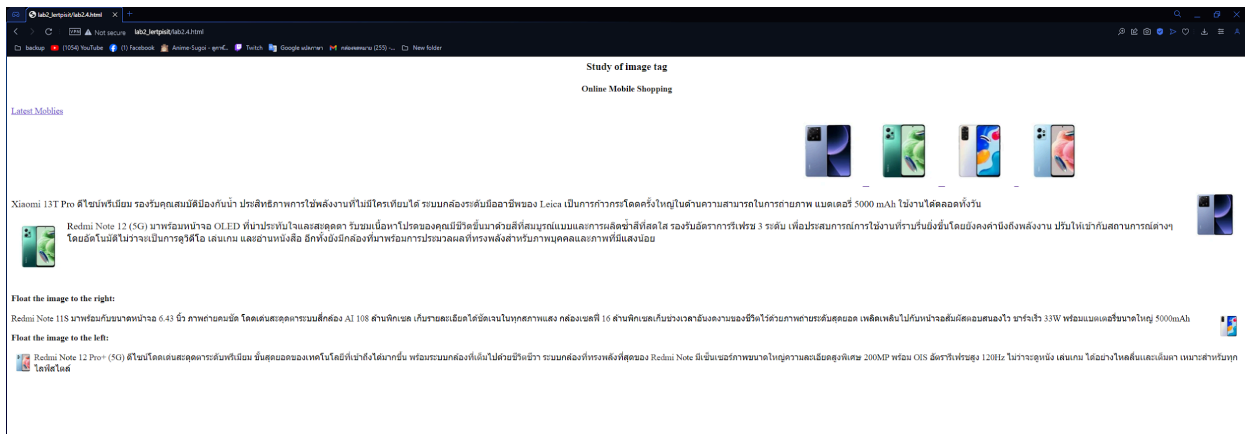 lab2_lertpisit/lab2.4.html
VPN Not secure lab2_lertpisit/lab2.4.html
backup (1054) YouTube (1) Facebook Anime-Sugoi - Twitch Google (255) New folder
Study of image tag
Online Mobile Shopping
Latest Moblies
Xiaomi 13T Pro ดีไซน์พรีเมียม รองรับคุณสมบัติป้องกันน้ำ ประสิทธิภาพการใช้พลังงานที่ไม่มีใครเทียบได้ ระบบกล้องระดับมืออาชีพของ Leica เป็นการก้าวกระโดดครั้งใหญ่ในด้านความสามารถในการถ่ายภาพ แบตเตอรี่ 5000 mAh ใช้งานได้ตลอดทั้งวัน
Redmi Note 12 (5G) มาพร้อมหน้าจอ OLED ที่น่าประทับใจและสะดุดตา รับชมเนื้อหาโปรดของคุณมีชีวิตขึ้นมาด้วยสีที่สมบูรณ์แบบและการผลิตซ้ำสีที่สดใส รองรับอัตราการรีเฟรช 3 ระดับ เพื่อประสบการณ์การใช้งานที่ราบรื่นยิ่งขึ้นโดยยังคงคำนึงถึงพลังงาน ปรับให้เข้ากับสถานการณ์ต่างๆ
โดยอัตโนมัติไม่ว่าจะเป็นการดูวิดีโอ เล่นเกม และอ่านหนังสือ อีกทั้งยังมีกล้องที่มาพร้อมการประมวลผลที่ทรงพลังสำหรับภาพบุคคลและภาพที่มีแสงน้อย
Float the image to the right:
Redmi Note 11S มาพร้อมกับขนาดหน้าจอ 6.43 นิ้ว ภาพถ่ายคมชัด โดดเด่นสะดุดตาระบบสี่กล้อง AI 108 ล้านพิกเซล เก็บรายละเอียดได้ชัดเจนในทุกสภาพแสง กล้องเซลฟี่ 16 ล้านพิกเซลเก็บช่วงเวลาอันงดงามของชีวิตไว้ด้วยภาพถ่ายระดับสุดยอด เพลิดเพลินไปกับหน้าจอสัมผัสตอบสนองไว ชาร์จเร็ว 33W พร้อมแบตเตอรี่ขนาดใหญ่ 5000mAh
Float the image to the left:
Redmi Note 12 Pro+ (5G) ดีไซน์โดดเด่นสะดุดตาระดับพรีเมียม ขั้นสุดยอดของเทคโนโลยีที่เข้าถึงได้มากขึ้น พร้อมระบบกล้องที่เต็มไปด้วยชีวิตชีวา ระบบกล้องที่ทรงพลังที่สุดของ Redmi Note มีเซ็นเซอร์ภาพขนาดใหญ่ความละเอียดสูงพิเศษ 200MP พร้อม OIS อัตรารีเฟรชสูง 120Hz ไม่ว่าจะดูหนัง เล่นเกม ได้อย่างไหลลื่นและเต็มตา เหมาะสำหรับทุก
ไลฟ์สไตล์